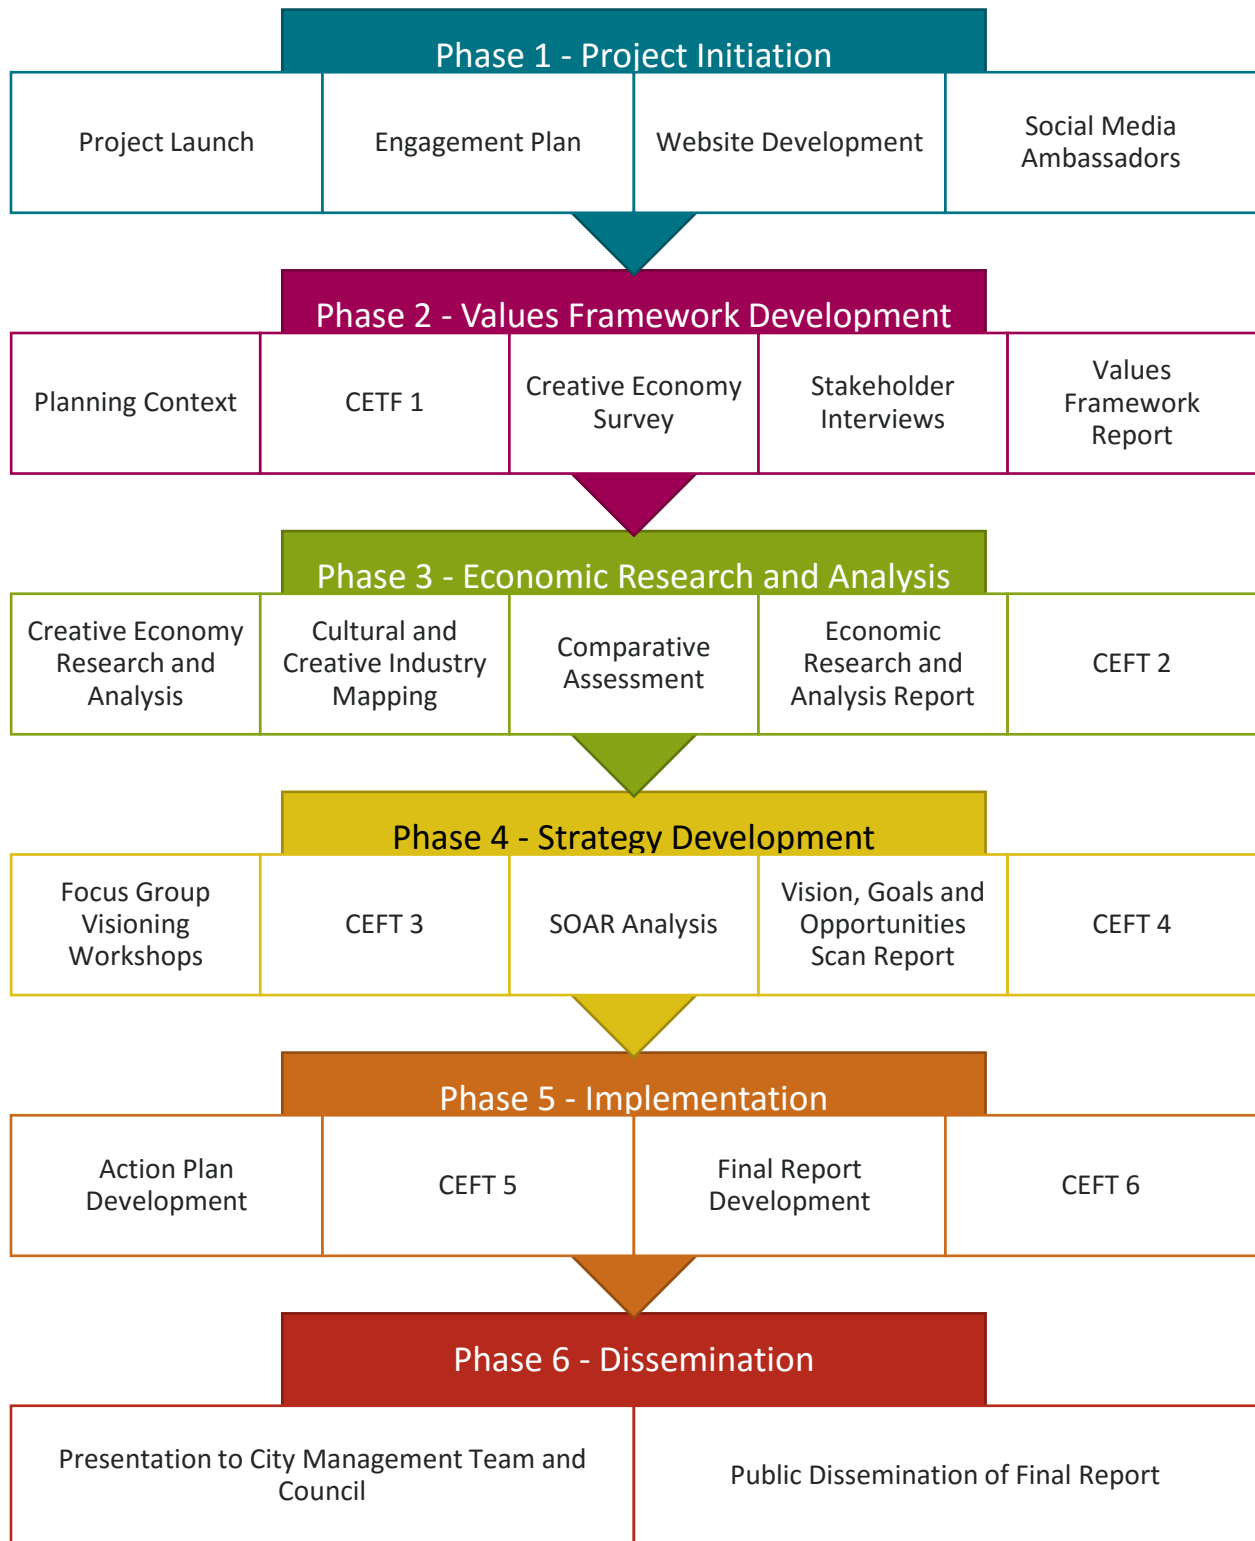 Phase 1 - Project Initiation
Project Launch
Engagement Plan
Website Development
Social Media
Ambassadors
Phase 2 - Values Framework Development
Planning Context
CETF 1
Creative Economy
Survey
Stakeholder
Interviews
Values
Framework
Report
Phase 3 - Economic Research and Analysis
Creative Economy
Research and
Analysis
Cultural and
Creative Industry
Mapping
Comparative
Assessment
Economic
Research and
Analysis Report
CEFT 2
Phase 4 - Strategy Development
Focus Group
Visioning
Workshops
CEFT 3
SOAR Analysis
Vision, Goals and
Opportunities
Scan Report
CEFT 4
Phase 5 - Implementation
Action Plan
Development
CEFT 5
Final Report
Development
CEFT 6
Phase 6 - Dissemination
Presentation to City Management Team and
Council
Public Dissemination of Final Report